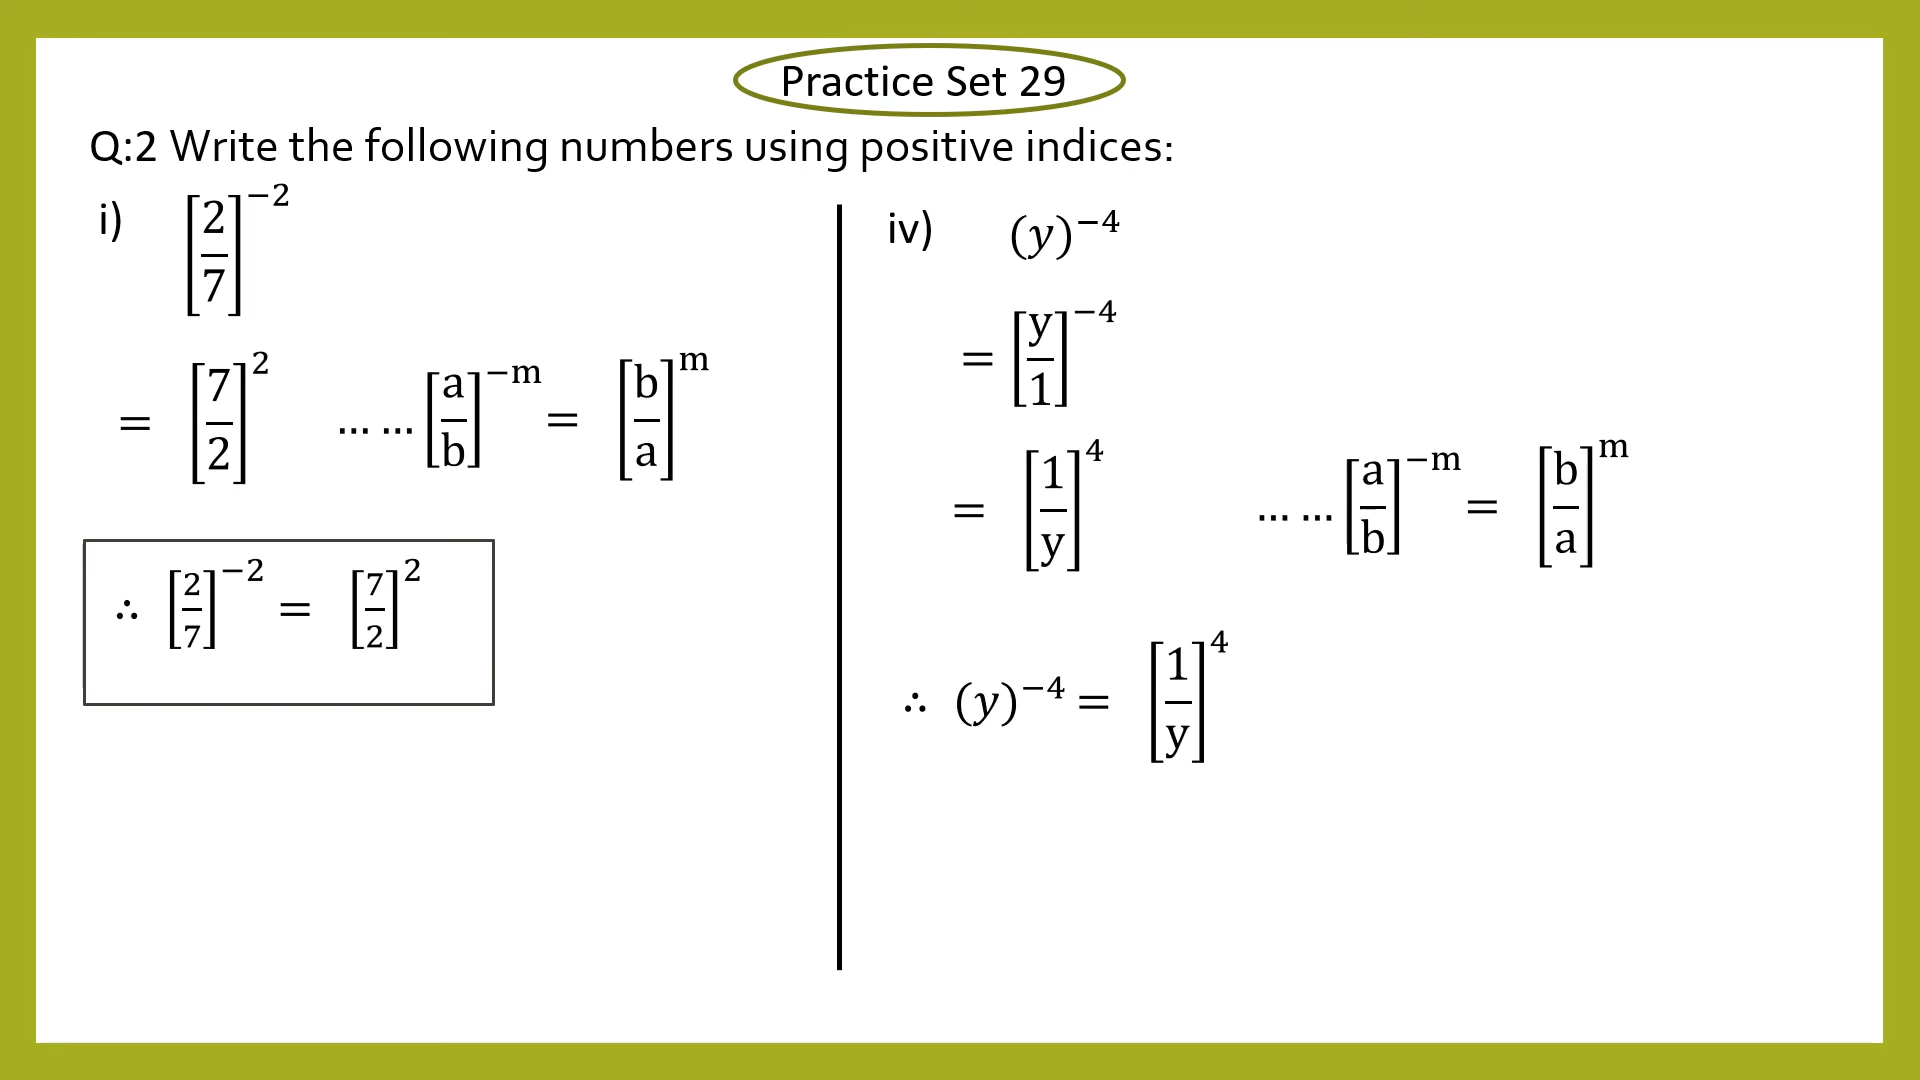 Practice Set 29
Q:2 Write the following numbers using positive indices:
i) [2/7]^−2
= [7/2]^2 ... ... [a/b]^−m = [b/a]^m
∴ [2/7]^−2 = [7/2]^2
iv) (y)^−4
= [y/1]^−4
= [1/y]^4 ... ... [a/b]^−m = [b/a]^m
∴ (y)^−4 = [1/y]^4